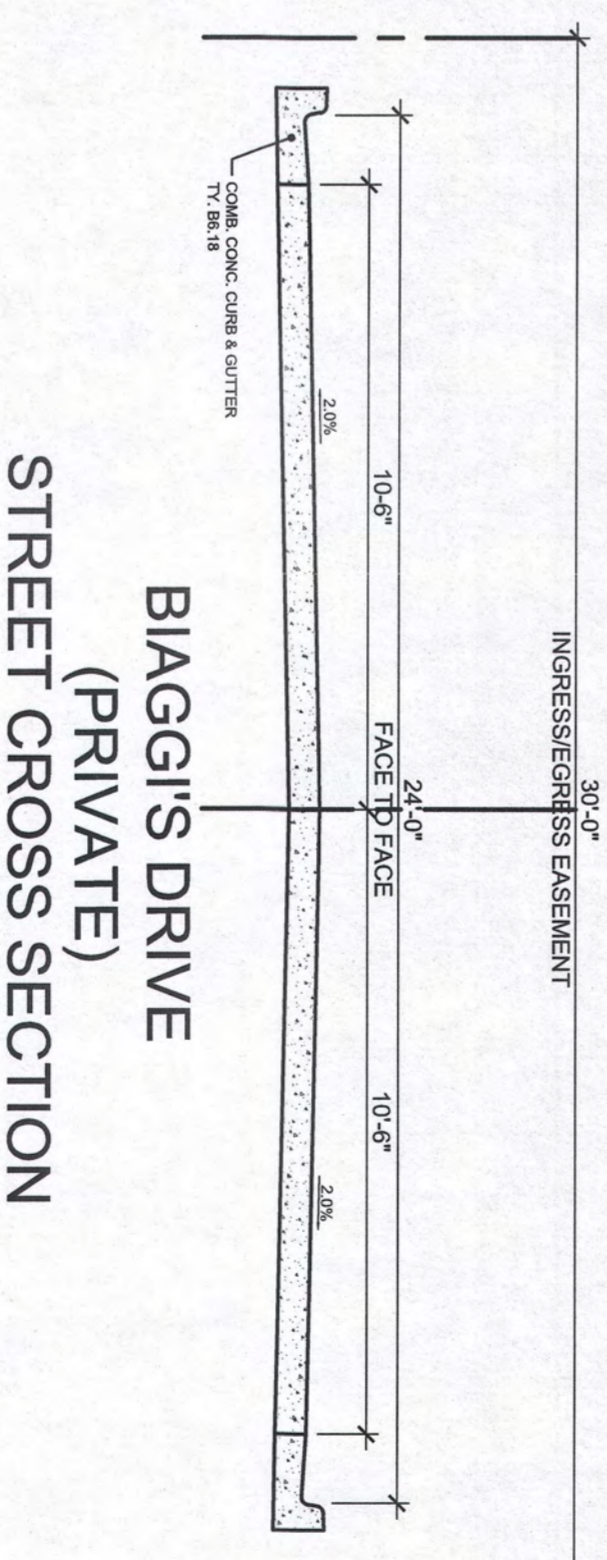 30'-0"
INGRESS/EGRESS EASEMENT
24'-0"
FACE TO FACE
10-6"
10'-6"
2.0%
2.0%
COMB. CONC. CURB & GUTTER
TY. B6.18
BIAGGI'S DRIVE
(PRIVATE)
STREET CROSS SECTION